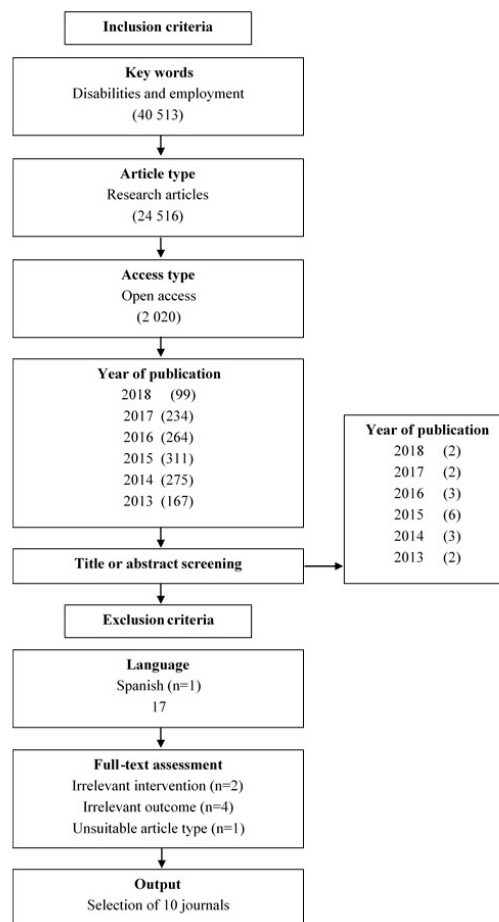 Inclusion criteria
Key words
Disabilities and employment
(40 513)
Article type
Research articles
(24 516)
Access type
Open access
(2 020)
Year of publication
2018 (99)
2017 (234)
2016 (264)
2015 (311)
2014 (275)
2013 (167)
Title or abstract screening
Year of publication
2018 (2)
2017 (2)
2016 (3)
2015 (6)
2014 (3)
2013 (2)
Exclusion criteria
Language
Spanish (n=1)
17
Full-text assessment
Irrelevant intervention (n=2)
Irrelevant outcome (n=4)
Unsuitable article type (n=1)
Output
Selection of 10 journals